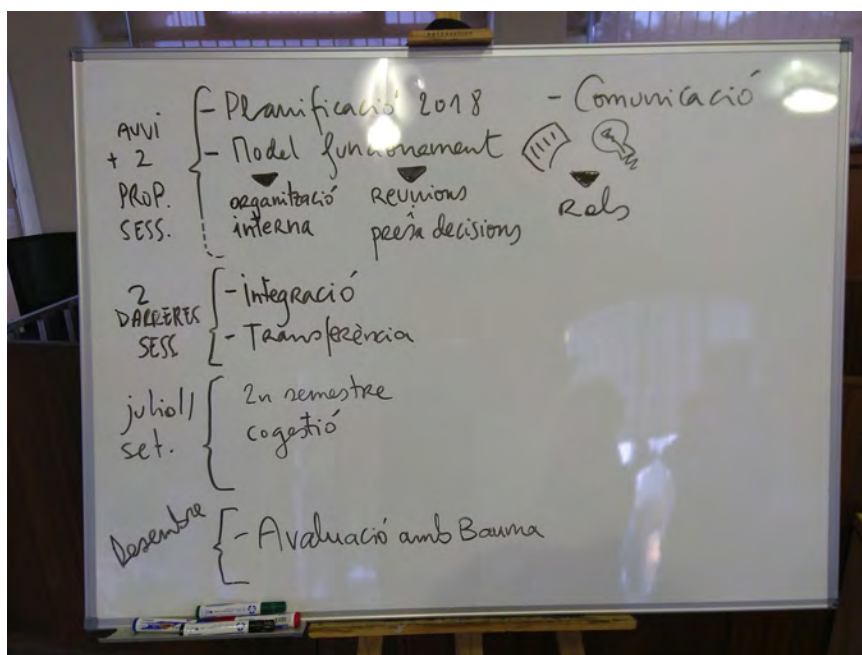 AVVI + 2 PROP. SESS.
- Planificació 2018 - Comunicació
- Model funcionament
organització interna
Reunions
presa decisions
Rols
2 DARRERES SESS
- Integració
- Transferència
juliol/ set.
2n semestre
cogestió
Desembre
- Avaluació amb Bauma